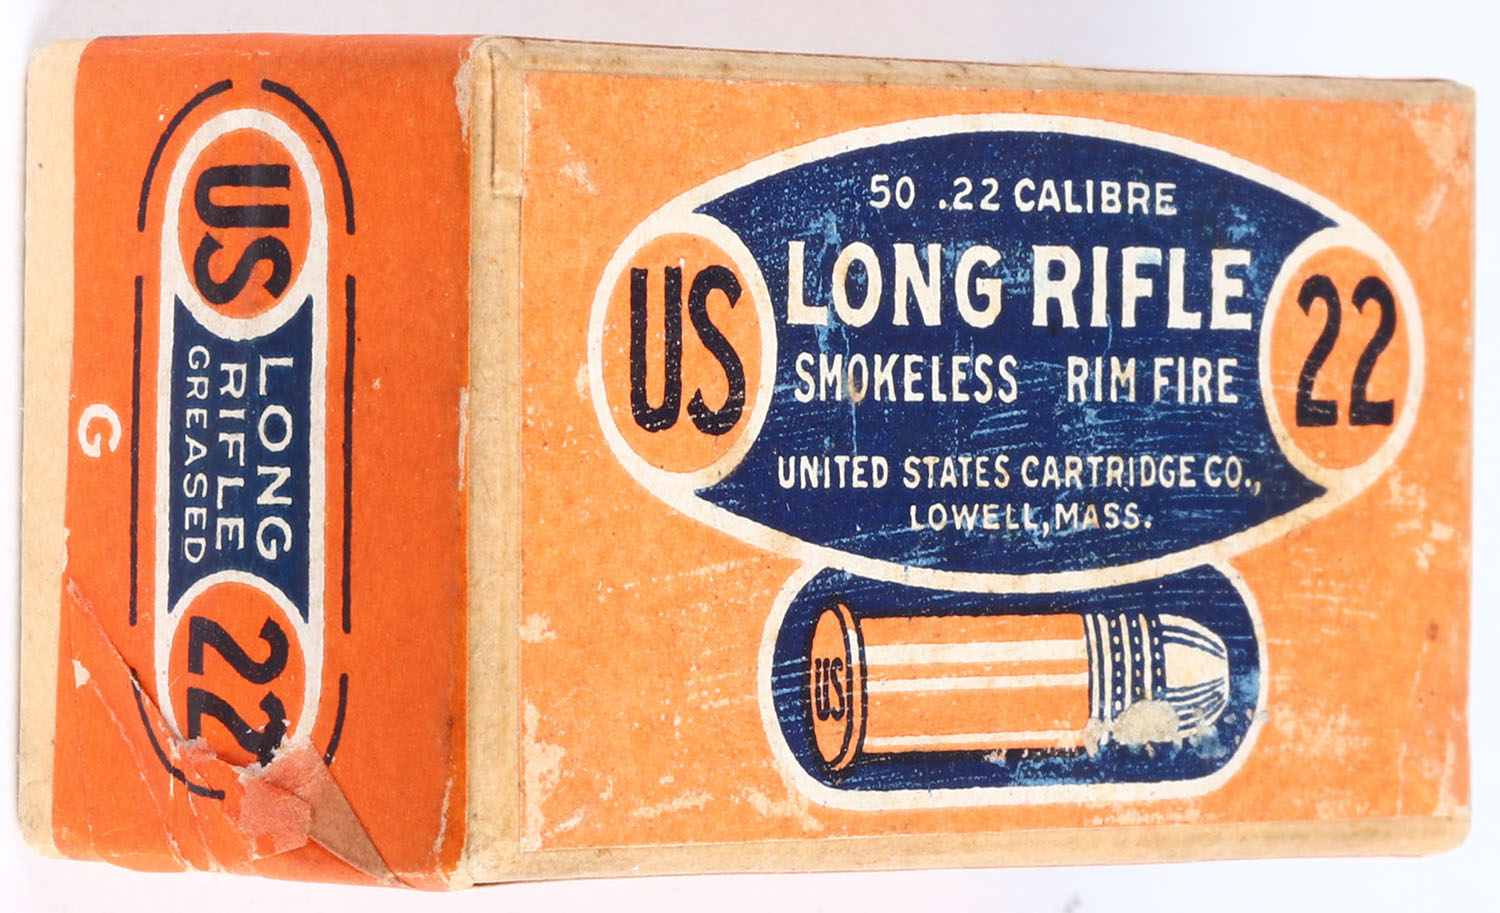 50 .22 CALIBRE
US LONG RIFLE 22
SMOKELESS RIM FIRE
UNITED STATES CARTRIDGE CO.,
LOWELL, MASS.
US
US
LONG
RIFLE
GREASED
22
G